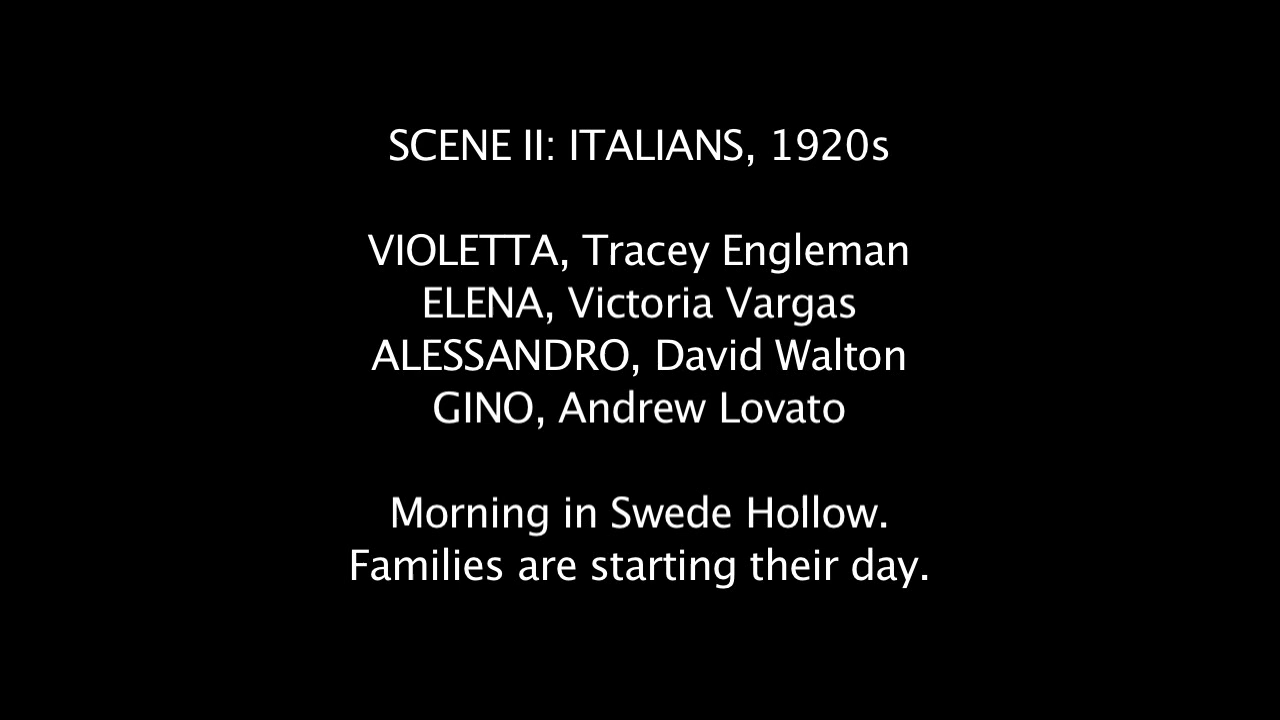 SCENE II: ITALIANS, 1920s
VIOLETTA, Tracey Engleman
ELENA, Victoria Vargas
ALESSANDRO, David Walton
GINO, Andrew Lovato
Morning in Swede Hollow.
Families are starting their day.